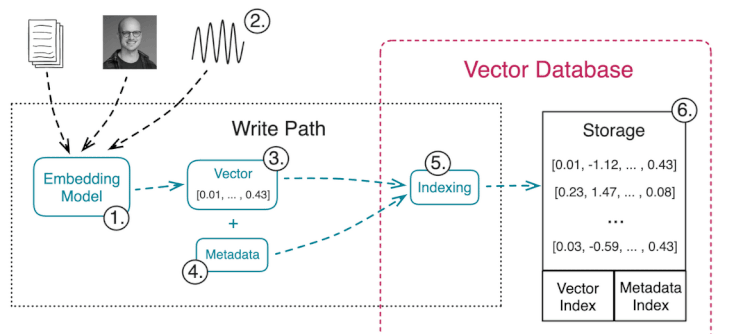 2.
Vector Database
6.
Write Path
Storage
3.
5.
Embedding
Model
1.
Vector
[0.01, ... , 0.43]
+
Metadata
4.
Indexing
[0.01, -1.12, ... , 0.43]
[0.23, 1.47, ... , 0.08]
...
[0.03, -0.59, ... , 0.43]
Vector
Index
Metadata
Index